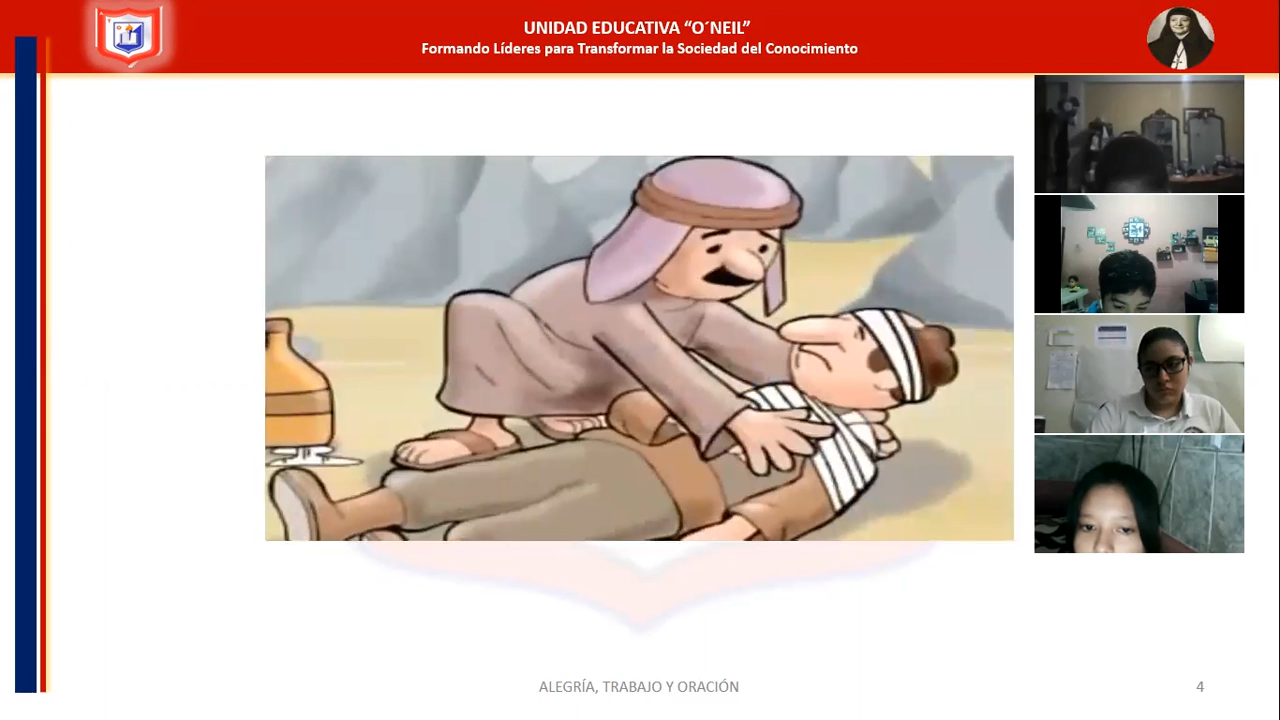 UNIDAD EDUCATIVA “O´NEIL”
Formando Líderes para Transformar la Sociedad del Conocimiento
ALEGRÍA, TRABAJO Y ORACIÓN
4